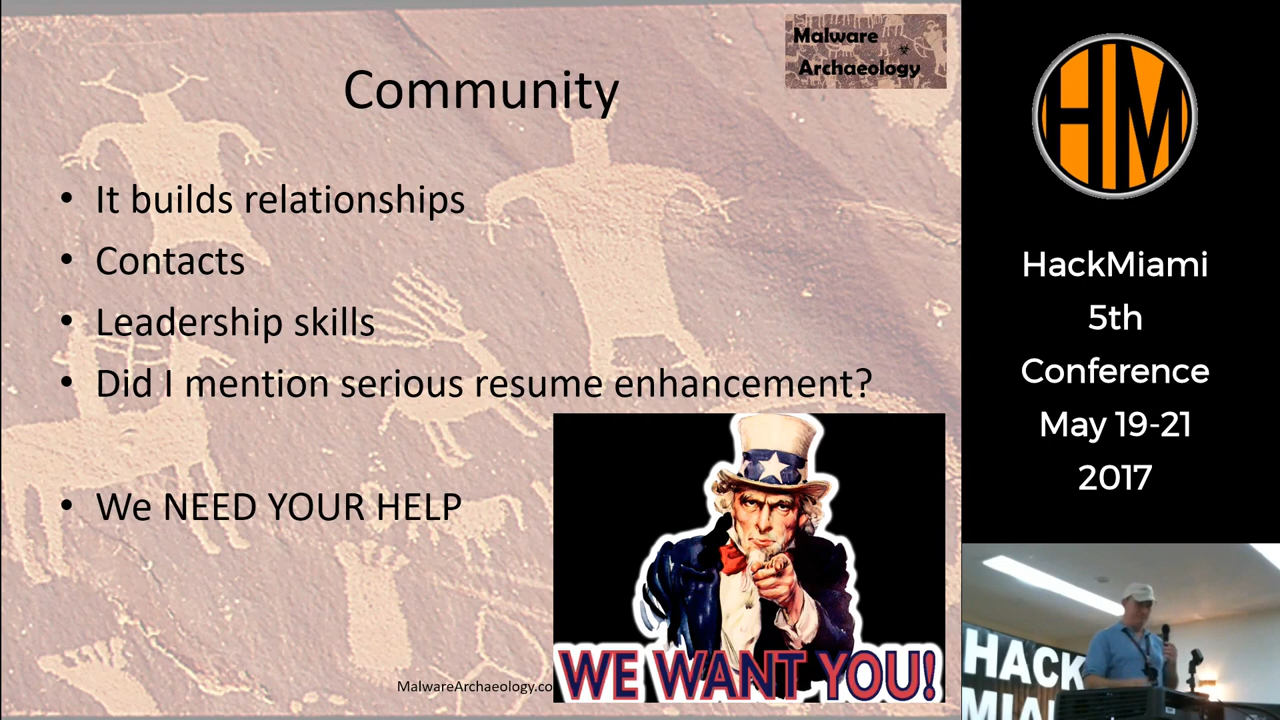 Malware
Archaeology
Community
• It builds relationships
• Contacts
• Leadership skills
• Did I mention serious resume enhancement?
• We NEED YOUR HELP
WE WANT YOU!
MalwareArchaeology.co
HM
HackMiami
5th
Conference
May 19-21
2017
HACK
MIA